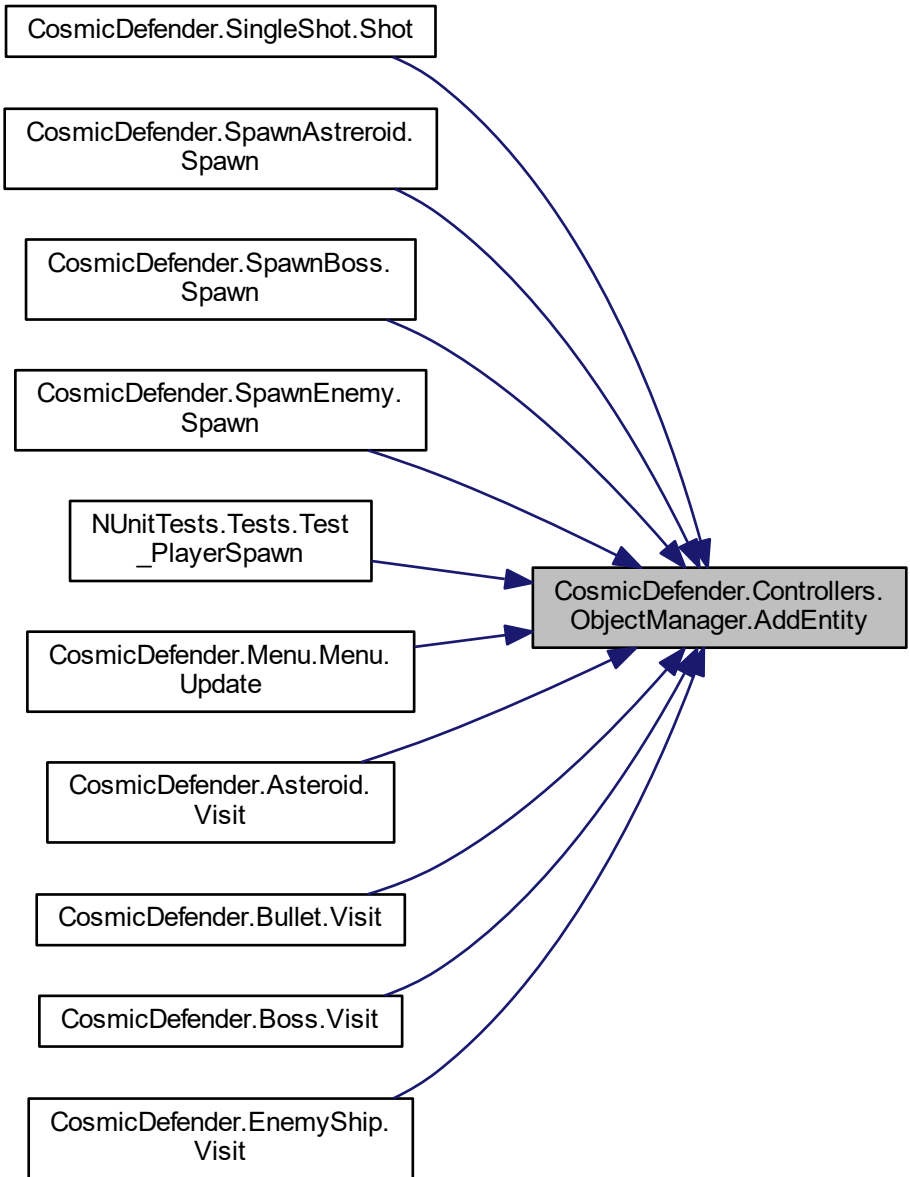 CosmicDefender.SingleShot.Shot
CosmicDefender.SpawnAstreroid.
Spawn
CosmicDefender.SpawnBoss.
Spawn
CosmicDefender.SpawnEnemy.
Spawn
NUnitTests.Tests.Test
_PlayerSpawn
CosmicDefender.Controllers.
ObjectManager.AddEntity
CosmicDefender.Menu.Menu.
Update
CosmicDefender.Asteroid.
Visit
CosmicDefender.Bullet.Visit
CosmicDefender.Boss.Visit
CosmicDefender.EnemyShip.
Visit